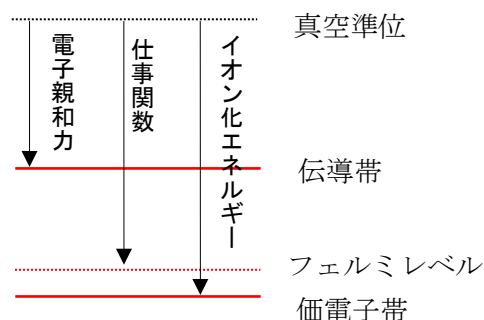 真空準位
電子親和力
仕事関数
イオン化エネルギー
伝導帯
フェルミレベル
価電子帯